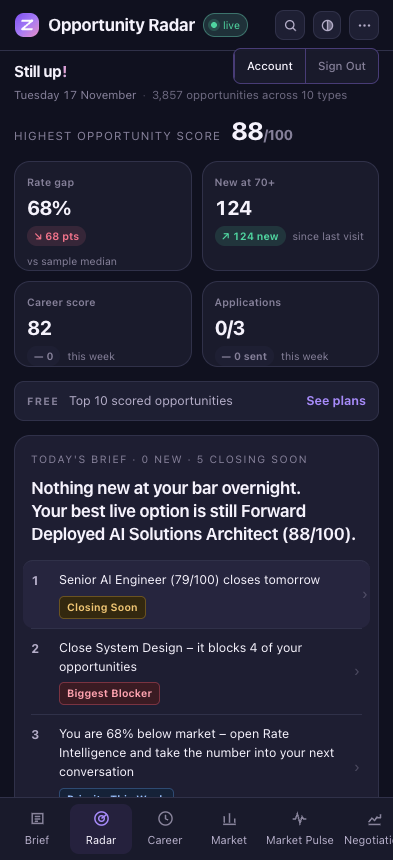 Opportunity Radar live
Account Sign Out
Still up!
Tuesday 17 November · 3,857 opportunities across 10 types
HIGHEST OPPORTUNITY SCORE 88/100
Rate gap
68%
↘ 68 pts
vs sample median
New at 70+
124
↗ 124 new since last visit
Career score
82
— 0 this week
Applications
0/3
— 0 sent this week
FREE Top 10 scored opportunities See plans
TODAY'S BRIEF · 0 NEW · 5 CLOSING SOON
Nothing new at your bar overnight.
Your best live option is still Forward
Deployed AI Solutions Architect (88/100).
1 Senior AI Engineer (79/100) closes tomorrow
Closing Soon
2 Close System Design – it blocks 4 of your
opportunities
Biggest Blocker
3 You are 68% below market – open Rate
Intelligence and take the number into your next
conversation
Brief Radar Career Market Market Pulse